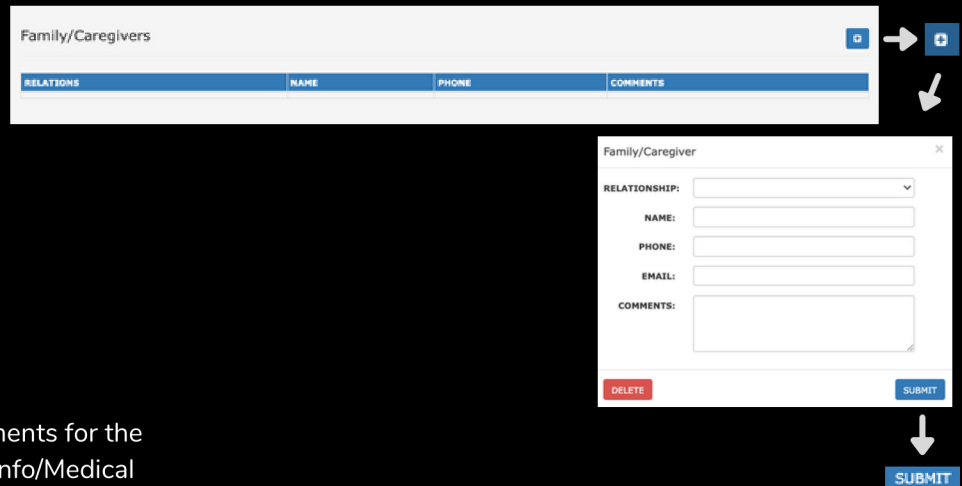 Family/Caregivers
RELATIONS NAME PHONE COMMENTS
Family/Caregiver ×
RELATIONSHIP:
NAME:
PHONE:
EMAIL:
COMMENTS:
DELETE SUBMIT
for the
nfo/Medical
SUBMIT